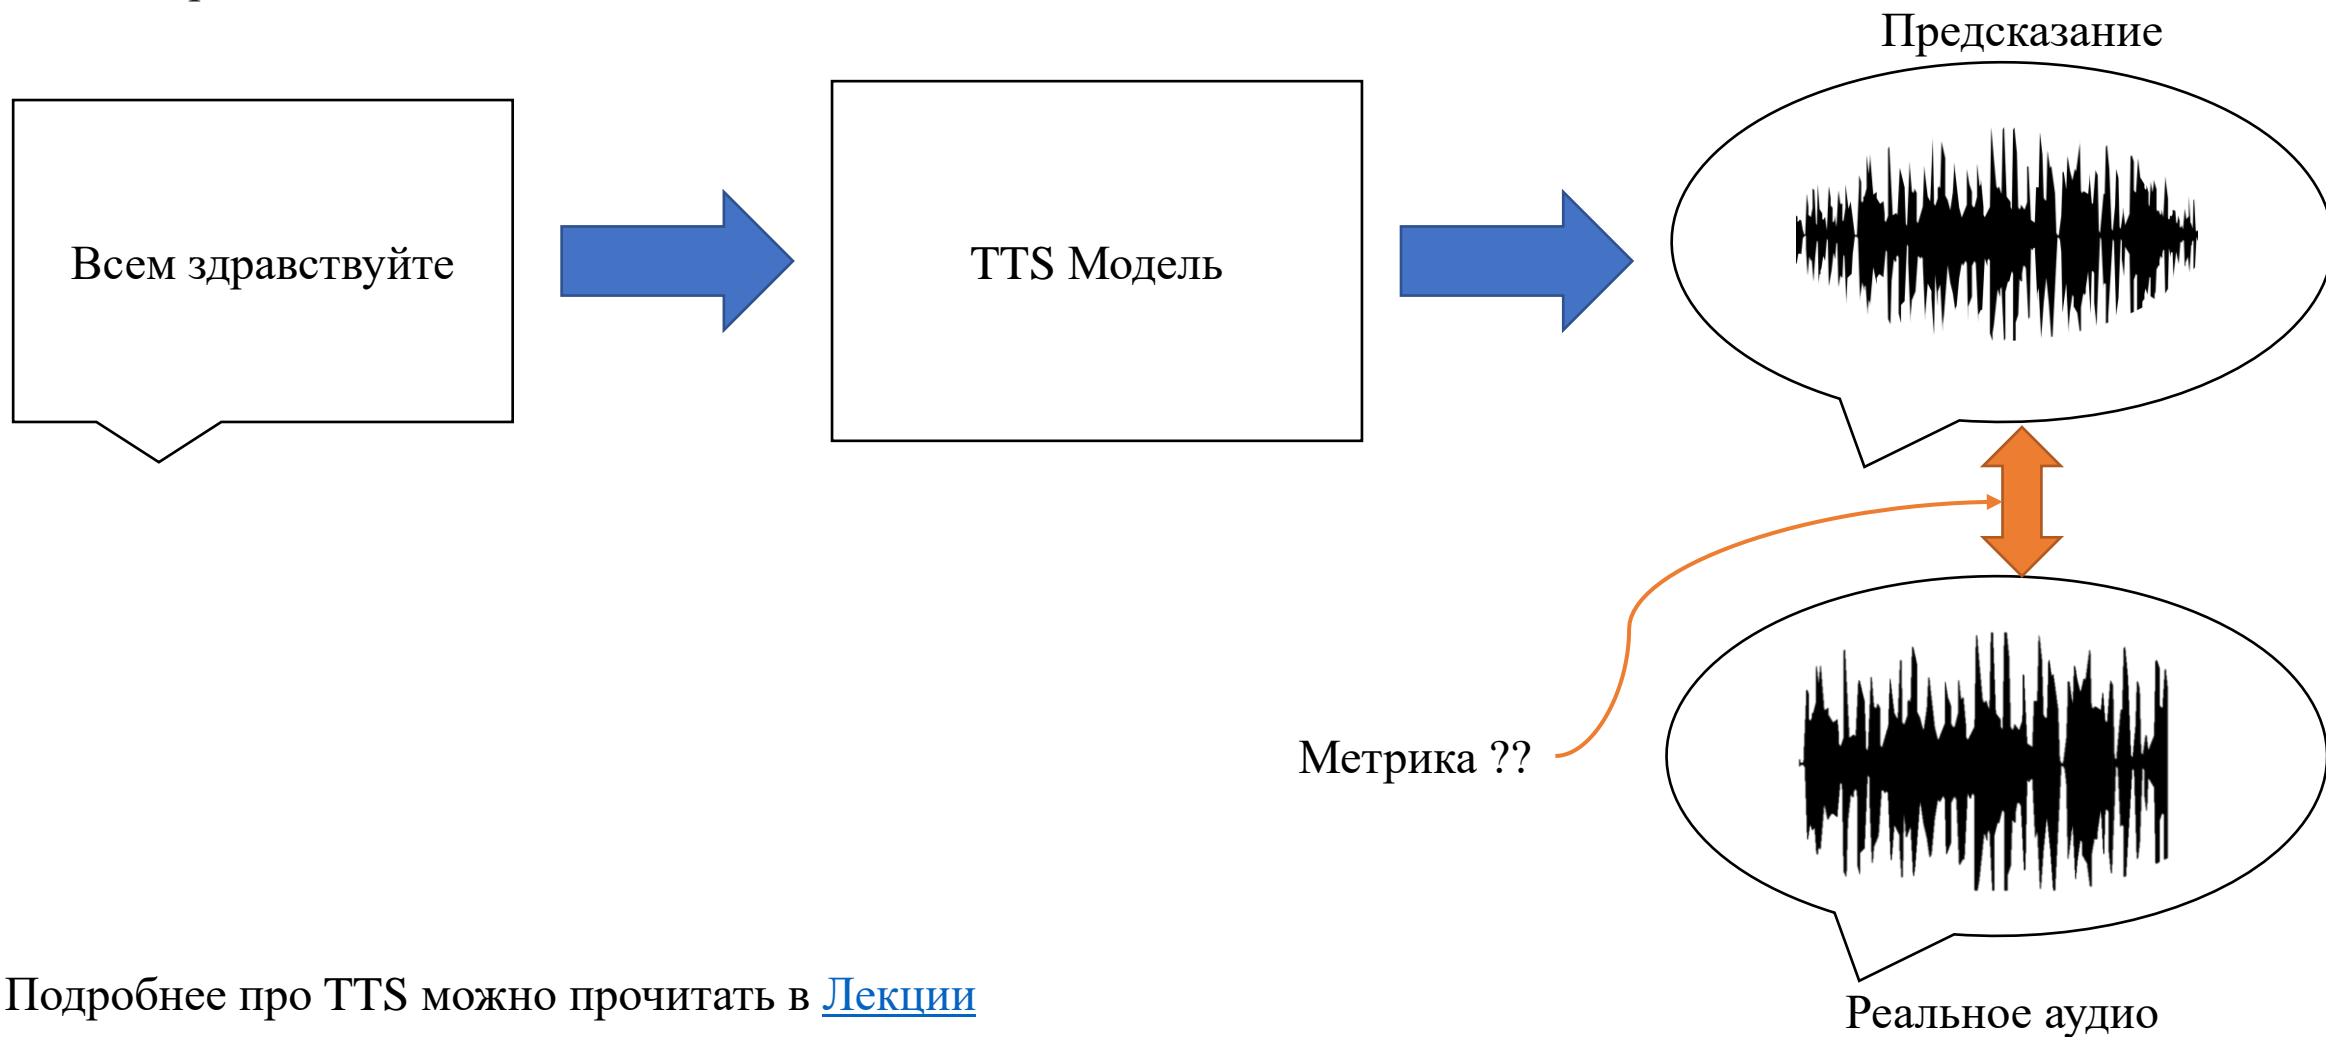 Предсказание
Всем здравствуйте
TTS Модель
Метрика ??
Подробнее про TTS можно прочитать в Лекции
Реальное аудио